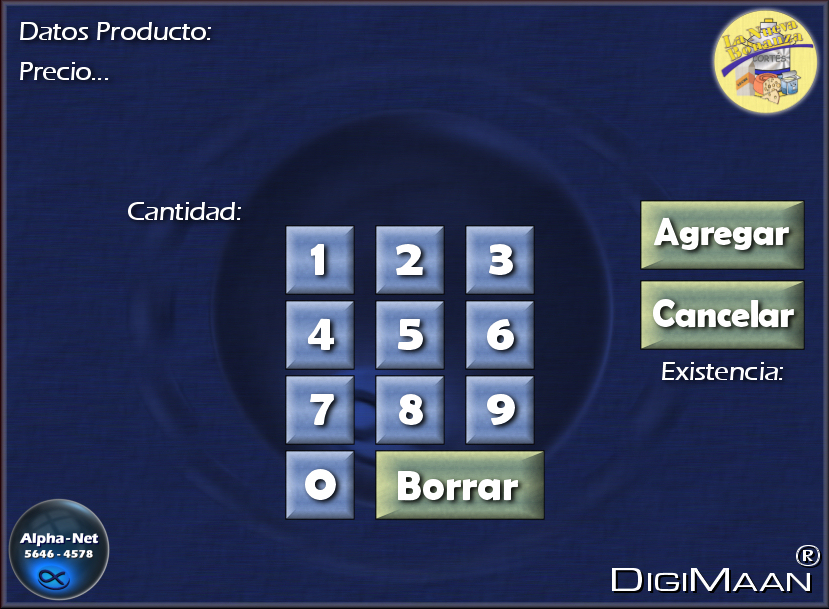 Datos Producto:
Precio...
La Nueva
Bonanza
CORTÉS
Cantidad:
1 2 3
Agregar
4 5 6
Cancelar
Existencia:
7 8 9
0 Borrar
Alpha-Net
5646 - 4578
DIGIMAAN®